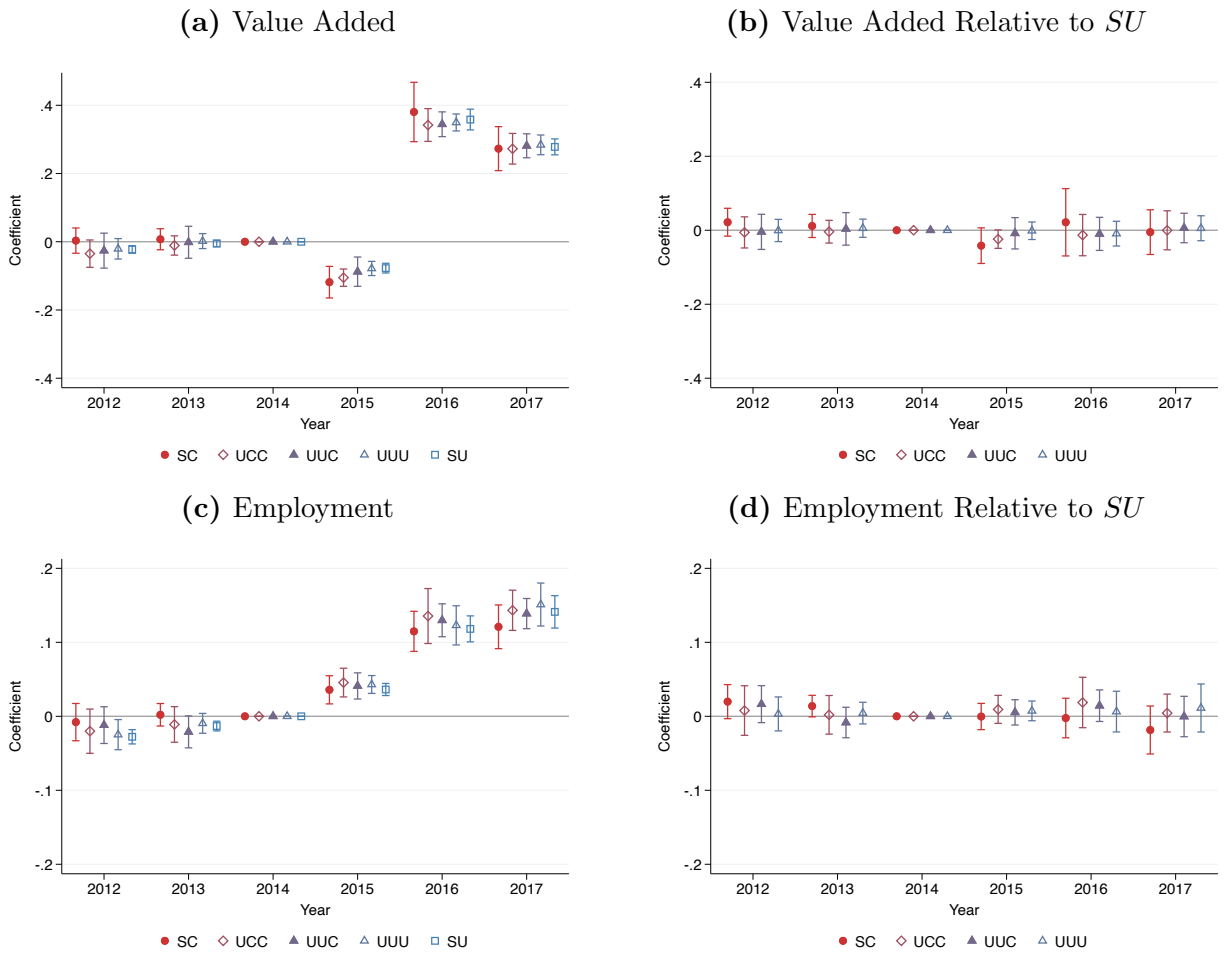 (a) Value Added
Coefficient
.4
.2
0
-.2
-.4
2012 2013 2014 2015 2016 2017
Year
SC UCC UUC UUU SU
(b) Value Added Relative to SU
Coefficient
.4
.2
0
-.2
-.4
2012 2013 2014 2015 2016 2017
Year
SC UCC UUC UUU
(c) Employment
Coefficient
.2
.1
0
-.1
-.2
2012 2013 2014 2015 2016 2017
Year
SC UCC UUC UUU SU
(d) Employment Relative to SU
Coefficient
.2
.1
0
-.1
-.2
2012 2013 2014 2015 2016 2017
Year
SC UCC UUC UUU